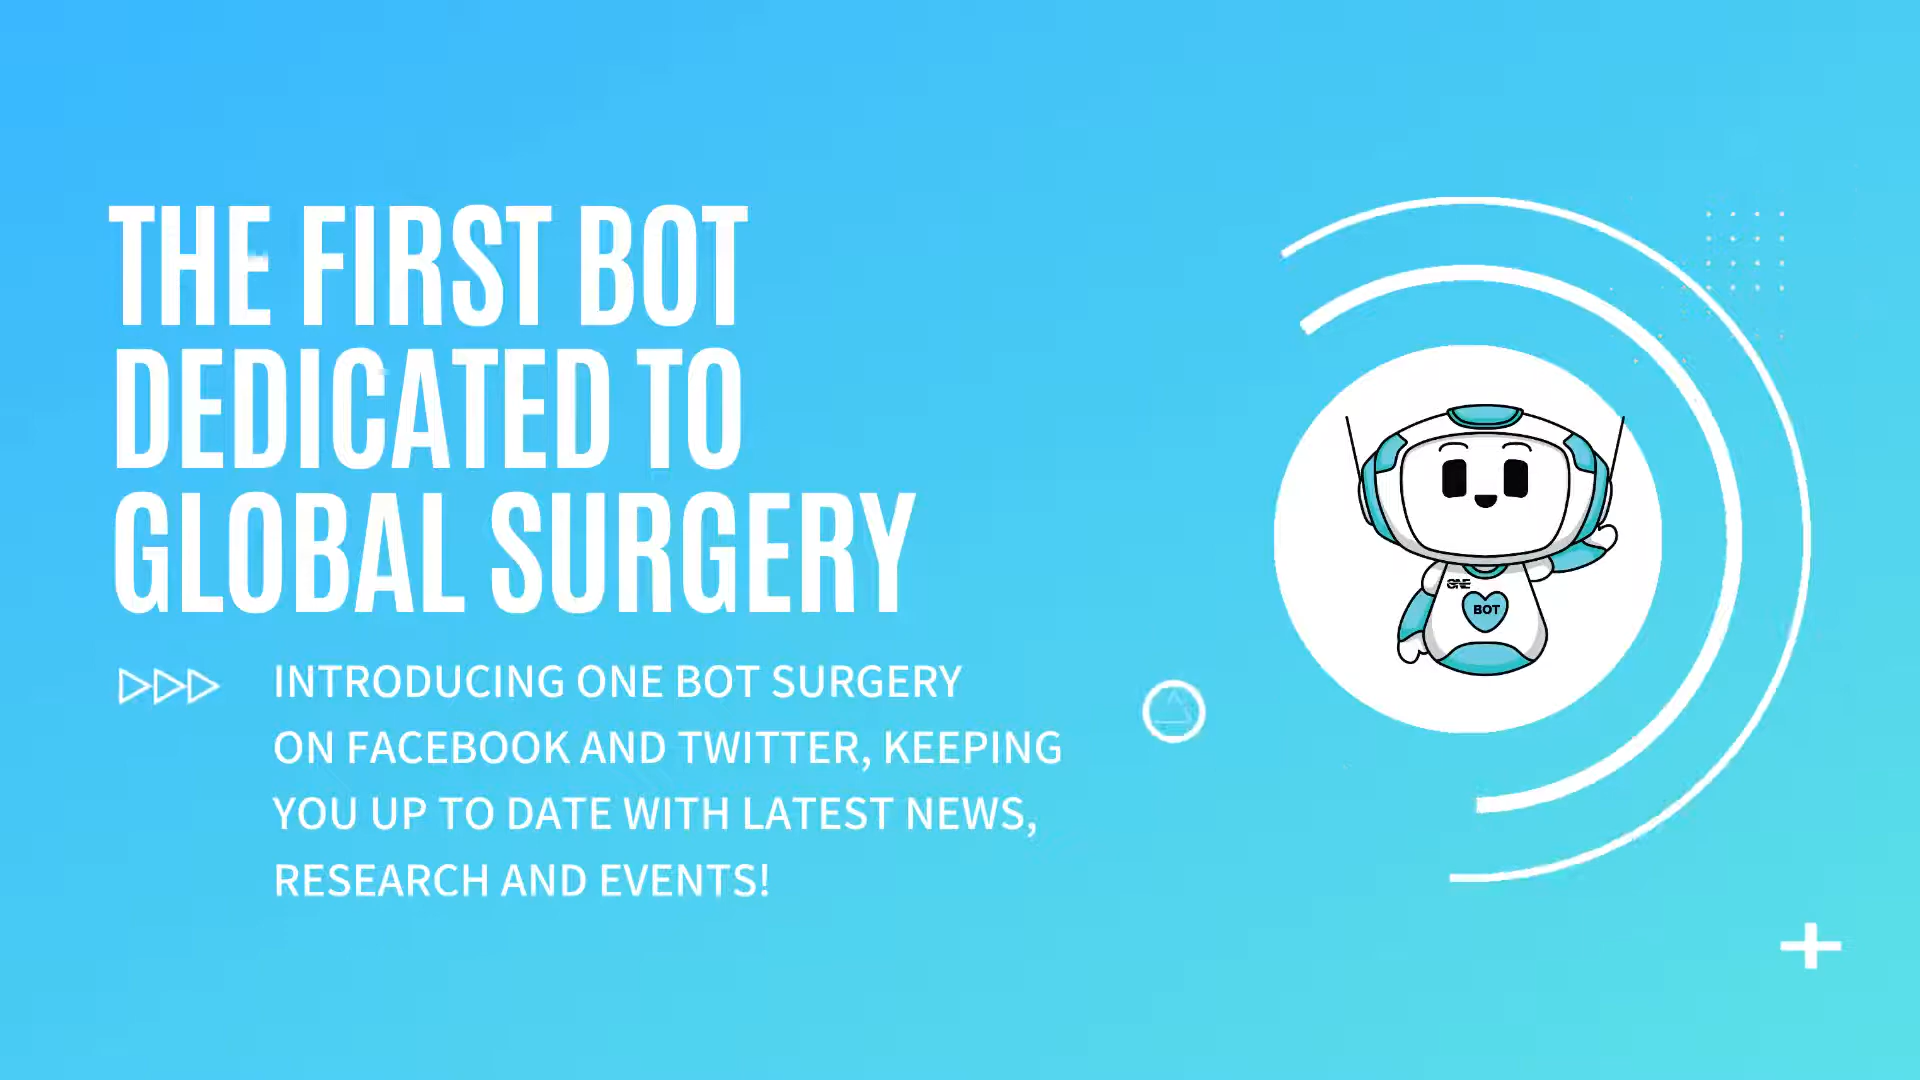 THE FIRST BOT
DEDICATED TO
GLOBAL SURGERY
INTRODUCING ONE BOT SURGERY
ON FACEBOOK AND TWITTER, KEEPING
YOU UP TO DATE WITH LATEST NEWS,
RESEARCH AND EVENTS!
ONE
BOT